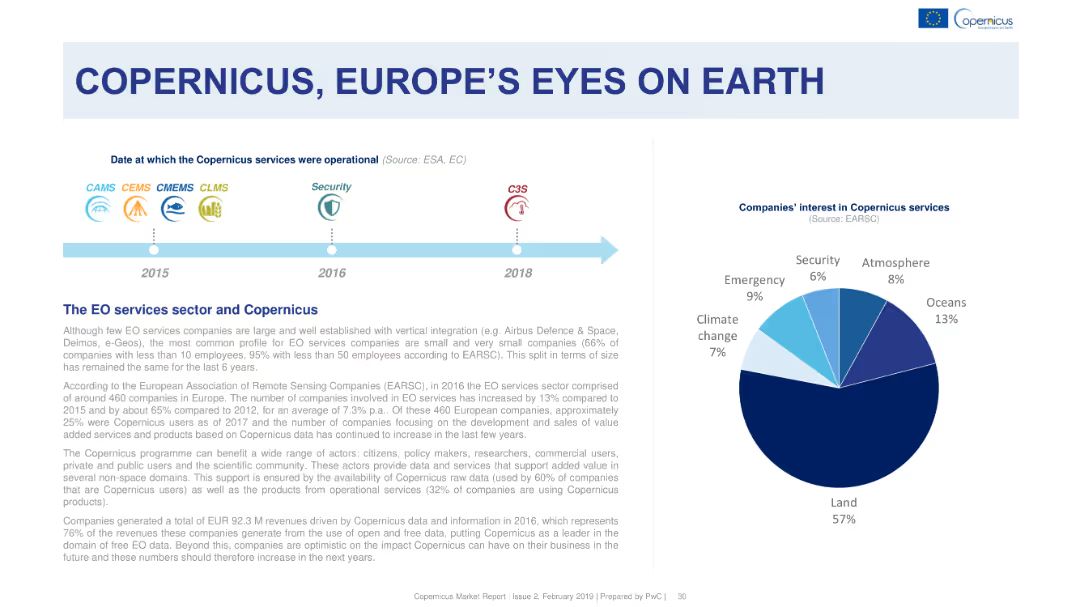 Copernicus
COPERNICUS, EUROPE'S EYES ON EARTH
Date at which the Copernicus services were operational (Source: ESA, EC)
CAMS CEMS CMEMS CLMS
Security
C3S
2015
2016
2018
The EO services sector and Copernicus
Although few EO services companies are large and well established with vertical integration (e.g. Airbus Defence & Space,
Deimos, e-Geos), the most common profile for EO services companies are small and very small companies (66% of
companies with less than 10 employees, 95% with less than 50 employees according to EARSC). This split in terms of size
has remained the same for the last 6 years.
According to the European Association of Remote Sensing Companies (EARSC), in 2016 the EO services sector comprised
of around 460 companies in Europe. The number of companies involved in EO services has increased by 13% compared to
2015 and by about 65% compared to 2012, for an average of 7.3% p.a.. Of these 460 European companies, approximately
25% were Copernicus users as of 2017 and the number of companies focusing on the development and sales of value
added services and products based on Copernicus data has continued to increase in the last few years.
The Copernicus programme can benefit a wide range of actors: citizens, policy makers, researchers, commercial users,
private and public users and the scientific community. These actors provide data and services that support added value in
several non-space domains. This support is ensured by the availability of Copernicus raw data (used by 60% of companies
that are Copernicus users) as well as the products from operational services (32% of companies are using Copernicus
products).
Companies generated a total of EUR 92.3 M revenues driven by Copernicus data and information in 2016, which represents
76% of the revenues these companies generate from the use of open and free data, putting Copernicus as a leader in the
domain of free EO data. Beyond this, companies are optimistic on the impact Copernicus can have on their business in the
future and these numbers should therefore increase in the next years.
Companies' interest in Copernicus services
(Source: EARSC)
Security
6%
Atmosphere
8%
Emergency
9%
Oceans
13%
Climate
change
7%
Land
57%
Copernicus Market Report | Issue 2, February 2019 | Prepared by PwC | 30